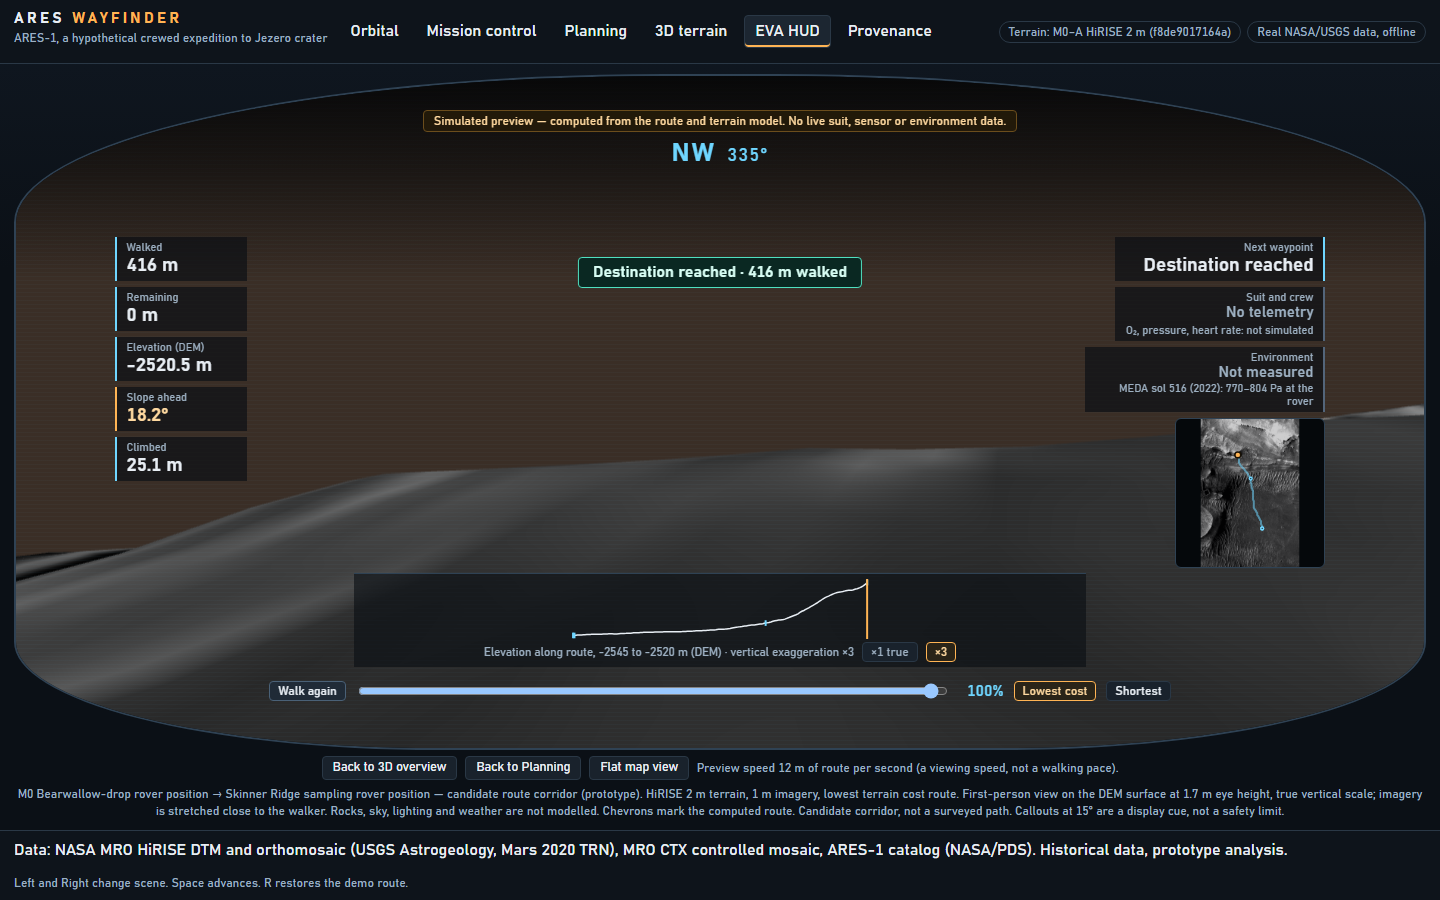 ARES WAYFINDER
ARES-1, a hypothetical crewed expedition to Jezero crater
Orbital
Mission control
Planning
3D terrain
EVA HUD
Provenance
Terrain: M0-A HiRISE 2 m (f8de9017164a)
Real NASA/USGS data, offline
Simulated preview — computed from the route and terrain model. No live suit, sensor or environment data.
NW 335°
Walked
416 m
Remaining
0 m
Elevation (DEM)
-2520.5 m
Slope ahead
18.2°
Climbed
25.1 m
Destination reached · 416 m walked
Next waypoint
Destination reached
Suit and crew
No telemetry
O₂, pressure, heart rate: not simulated
Environment
Not measured
MEDA sol 516 (2022): 770–804 Pa at the
rover
Elevation along route, -2545 to -2520 m (DEM) · vertical exaggeration ×3
×1 true
×3
Walk again
100%
Lowest cost
Shortest
Back to 3D overview
Back to Planning
Flat map view
Preview speed 12 m of route per second (a viewing speed, not a walking pace).
M0 Bearwallow-drop rover position → Skinner Ridge sampling rover position — candidate route corridor (prototype). HiRISE 2 m terrain, 1 m imagery, lowest terrain cost route. First-person view on the DEM surface at 1.7 m eye height, true vertical scale; imagery
is stretched close to the walker. Rocks, sky, lighting and weather are not modelled. Chevrons mark the computed route. Candidate corridor, not a surveyed path. Callouts at 15° are a display cue, not a safety limit.
Data: NASA MRO HiRISE DTM and orthomosaic (USGS Astrogeology, Mars 2020 TRN), MRO CTX controlled mosaic, ARES-1 catalog (NASA/PDS). Historical data, prototype analysis.
Left and Right change scene. Space advances. R restores the demo route.